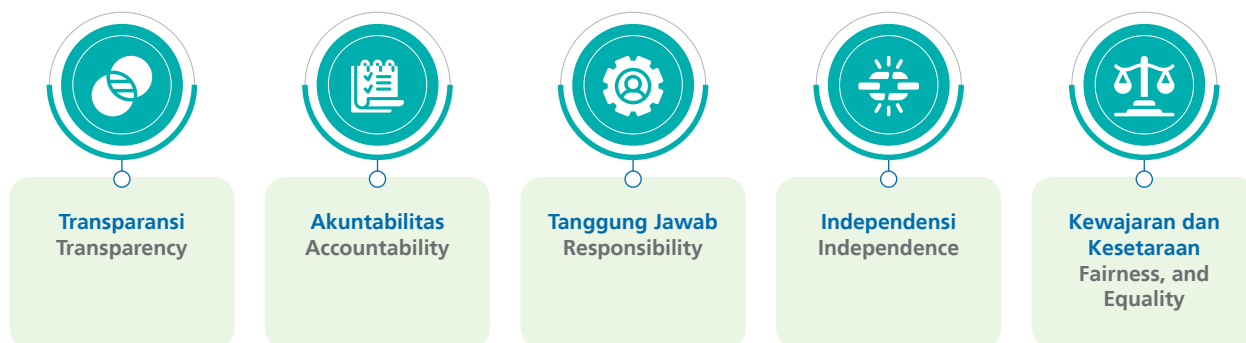 Transparansi
Transparency
Akuntabilitas
Accountability
Tanggung Jawab
Responsibility
Independensi
Independence
Kewajaran dan
Kesetaraan
Fairness, and
Equality